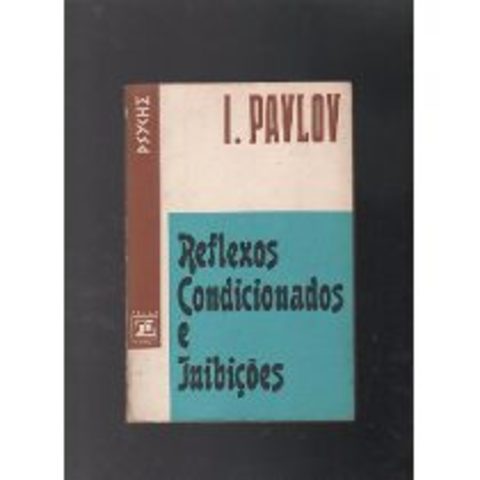 PSYCHE
I. PAVLOV
Reflexos
Condicionados
e
Inibições